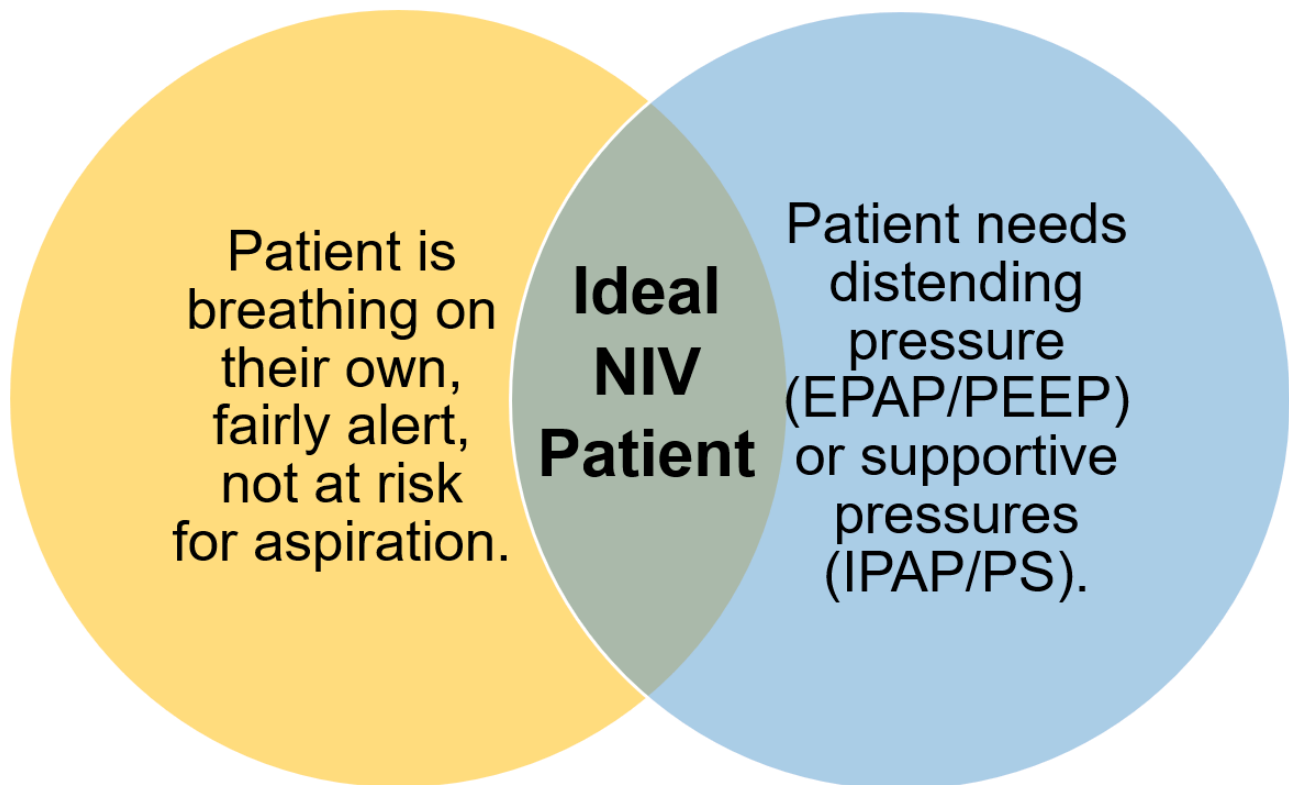 Patient is
breathing on
their own,
fairly alert,
not at risk
for aspiration.
Ideal
NIV
Patient
Patient needs
distending
pressure
(EPAP/PEEP)
or supportive
pressures
(IPAP/PS).